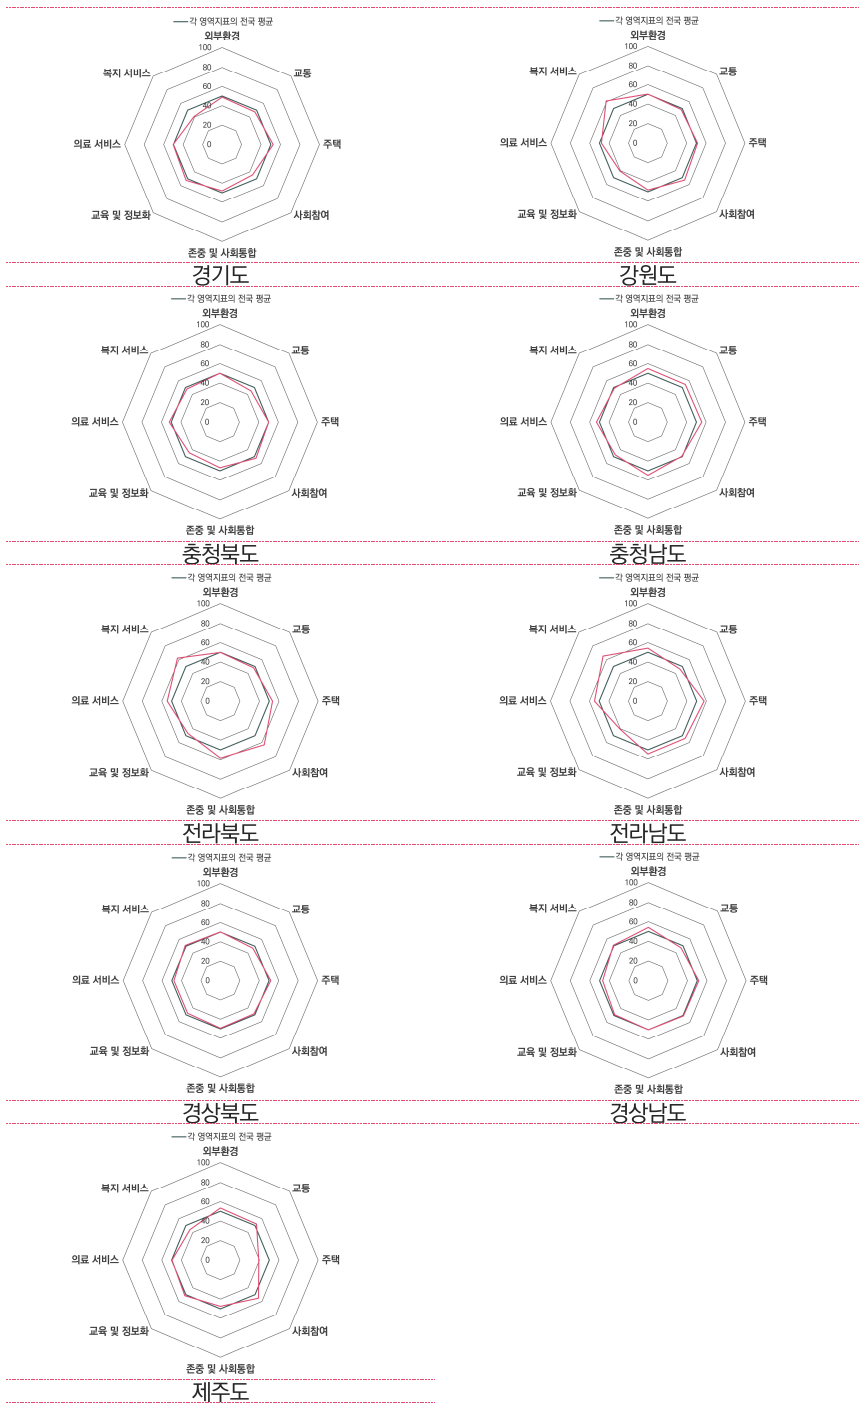 각 영역지표의 전국 평균
외부환경
100
복지 서비스
교통
80
60
40
20
0
의료 서비스
주택
교육 및 정보화
사회참여
존중 및 사회통합
경기도
각 영역지표의 전국 평균
외부환경
100
복지 서비스
교통
80
60
40
20
0
의료 서비스
주택
교육 및 정보화
사회참여
존중 및 사회통합
강원도
각 영역지표의 전국 평균
외부환경
100
복지 서비스
교통
80
60
40
20
0
의료 서비스
주택
교육 및 정보화
사회참여
존중 및 사회통합
충청북도
각 영역지표의 전국 평균
외부환경
100
복지 서비스
교통
80
60
40
20
0
의료 서비스
주택
교육 및 정보화
사회참여
존중 및 사회통합
충청남도
각 영역지표의 전국 평균
외부환경
100
복지 서비스
교통
80
60
40
20
0
의료 서비스
주택
교육 및 정보화
사회참여
존중 및 사회통합
전라북도
각 영역지표의 전국 평균
외부환경
100
복지 서비스
교통
80
60
40
20
0
의료 서비스
주택
교육 및 정보화
사회참여
존중 및 사회통합
전라남도
각 영역지표의 전국 평균
외부환경
100
복지 서비스
교통
80
60
40
20
0
의료 서비스
주택
교육 및 정보화
사회참여
존중 및 사회통합
경상북도
각 영역지표의 전국 평균
외부환경
100
복지 서비스
교통
80
60
40
20
0
의료 서비스
주택
교육 및 정보화
사회참여
존중 및 사회통합
경상남도
각 영역지표의 전국 평균
외부환경
100
복지 서비스
교통
80
60
40
20
0
의료 서비스
주택
교육 및 정보화
사회참여
존중 및 사회통합
제주도